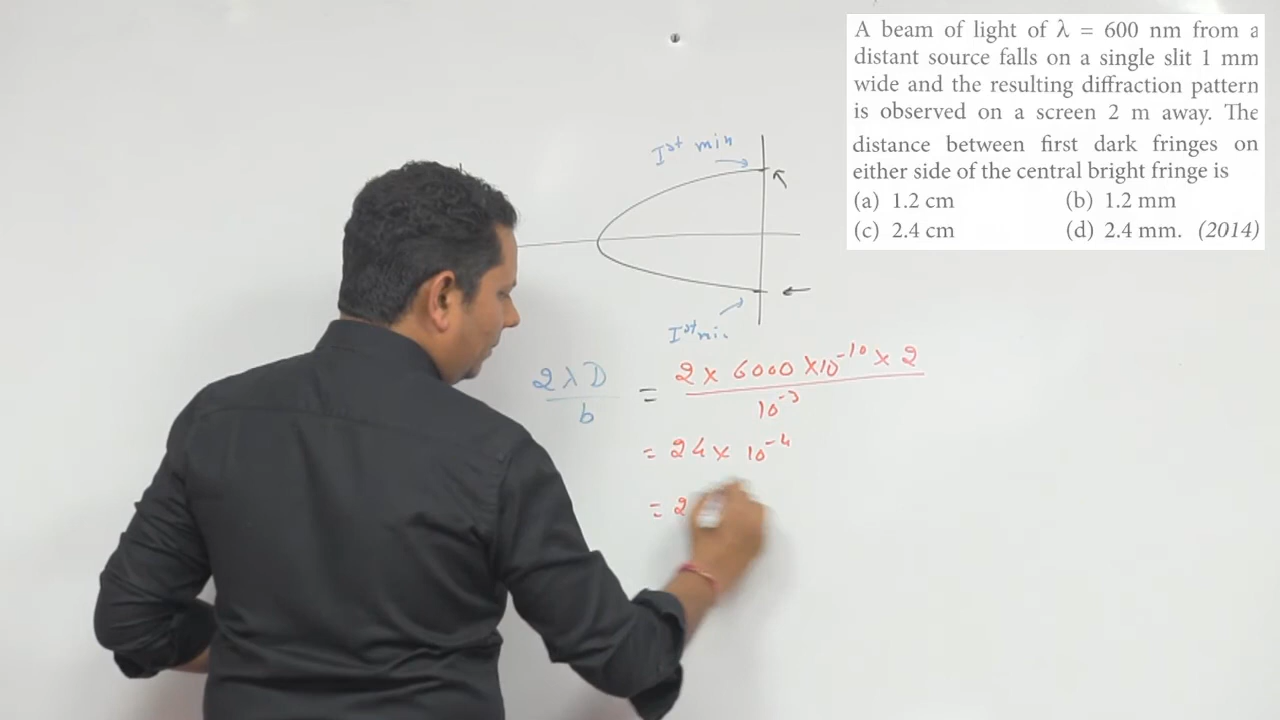 A beam of light of λ = 600 nm from a
distant source falls on a single slit 1 mm
wide and the resulting diffraction pattern
is observed on a screen 2 m away. The
distance between first dark fringes on
either side of the central bright fringe is
(a) 1.2 cm (b) 1.2 mm
(c) 2.4 cm (d) 2.4 mm. (2014)
Ist min
Ist mi
2λD / b = 2 × 6000 × 10⁻¹⁰ × 2 / 10⁻³
= 24 × 10⁻⁴
= 2